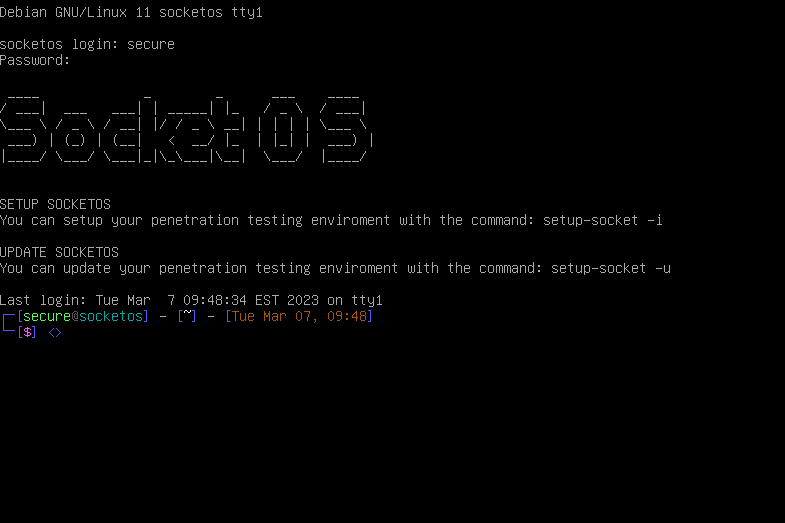 Debian GNU/Linux 11 socketos tty1
socketos login: secure
Password:
Socket OS
SETUP SOCKETOS
You can setup your penetration testing enviroment with the command: setup-socket -i
UPDATE SOCKETOS
You can update your penetration testing enviroment with the command: setup-socket -u
Last login: Tue Mar  7 09:48:34 EST 2023 on tty1
[secure@socketos] - [~] - [Tue Mar 07, 09:48]
[$] <>